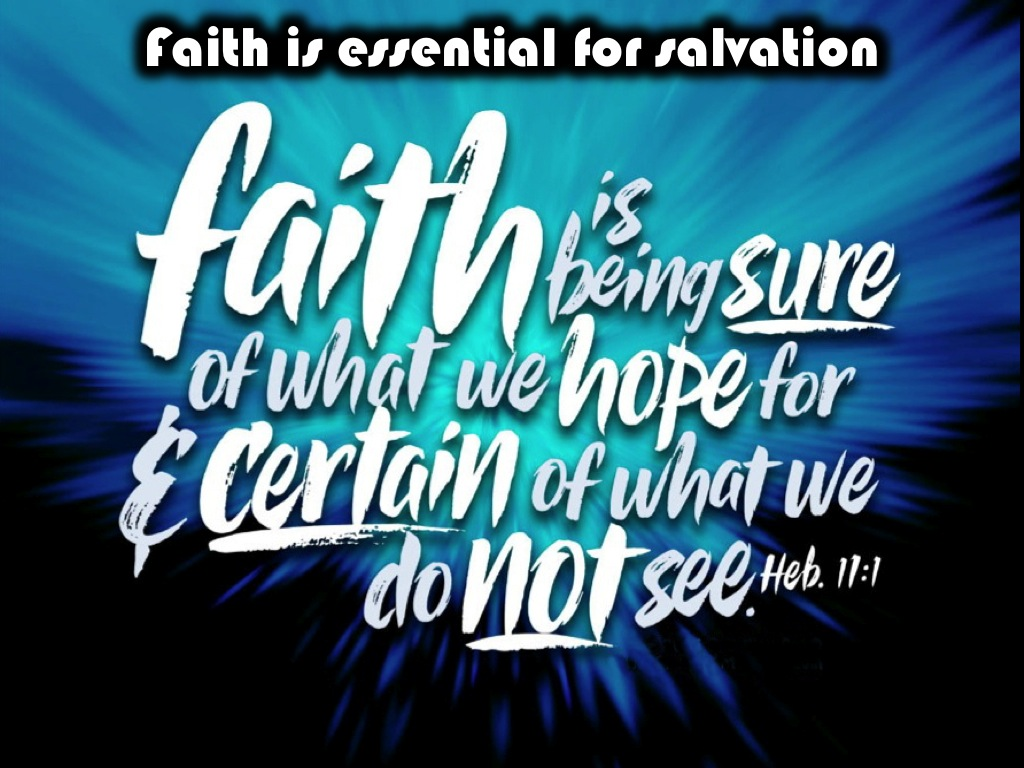 Faith is essential for salvation
faith is
being sure
of what we hope for
& certain of what we
do not see.
Heb. 11:1